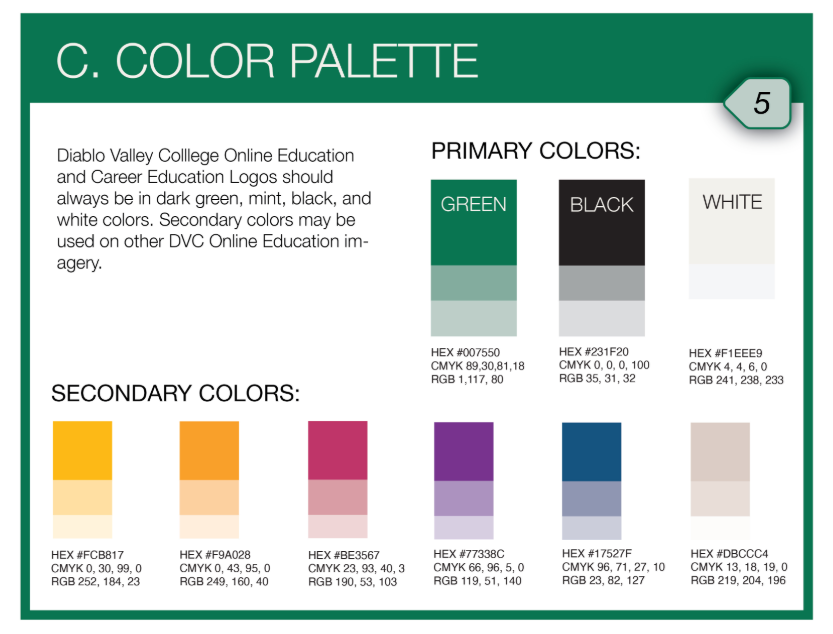 C. COLOR PALETTE
5
Diablo Valley Colllege Online Education
and Career Education Logos should
always be in dark green, mint, black, and
white colors. Secondary colors may be
used on other DVC Online Education im-
agery.
PRIMARY COLORS:
GREEN
HEX #007550
CMYK 89,30,81,18
RGB 1,117, 80
BLACK
HEX #231F20
CMYK 0, 0, 0, 100
RGB 35, 31, 32
WHITE
HEX #F1EEE9
CMYK 4, 4, 6, 0
RGB 241, 238, 233
SECONDARY COLORS:
HEX #FCB817
CMYK 0, 30, 99, 0
RGB 252, 184, 23
HEX #F9A028
CMYK 0, 43, 95, 0
RGB 249, 160, 40
HEX #BE3567
CMYK 23, 93, 40, 3
RGB 190, 53, 103
HEX #77338C
CMYK 66, 96, 5, 0
RGB 119, 51, 140
HEX #17527F
CMYK 96, 71, 27, 10
RGB 23, 82, 127
HEX #DBCCC4
CMYK 13, 18, 19, 0
RGB 219, 204, 196